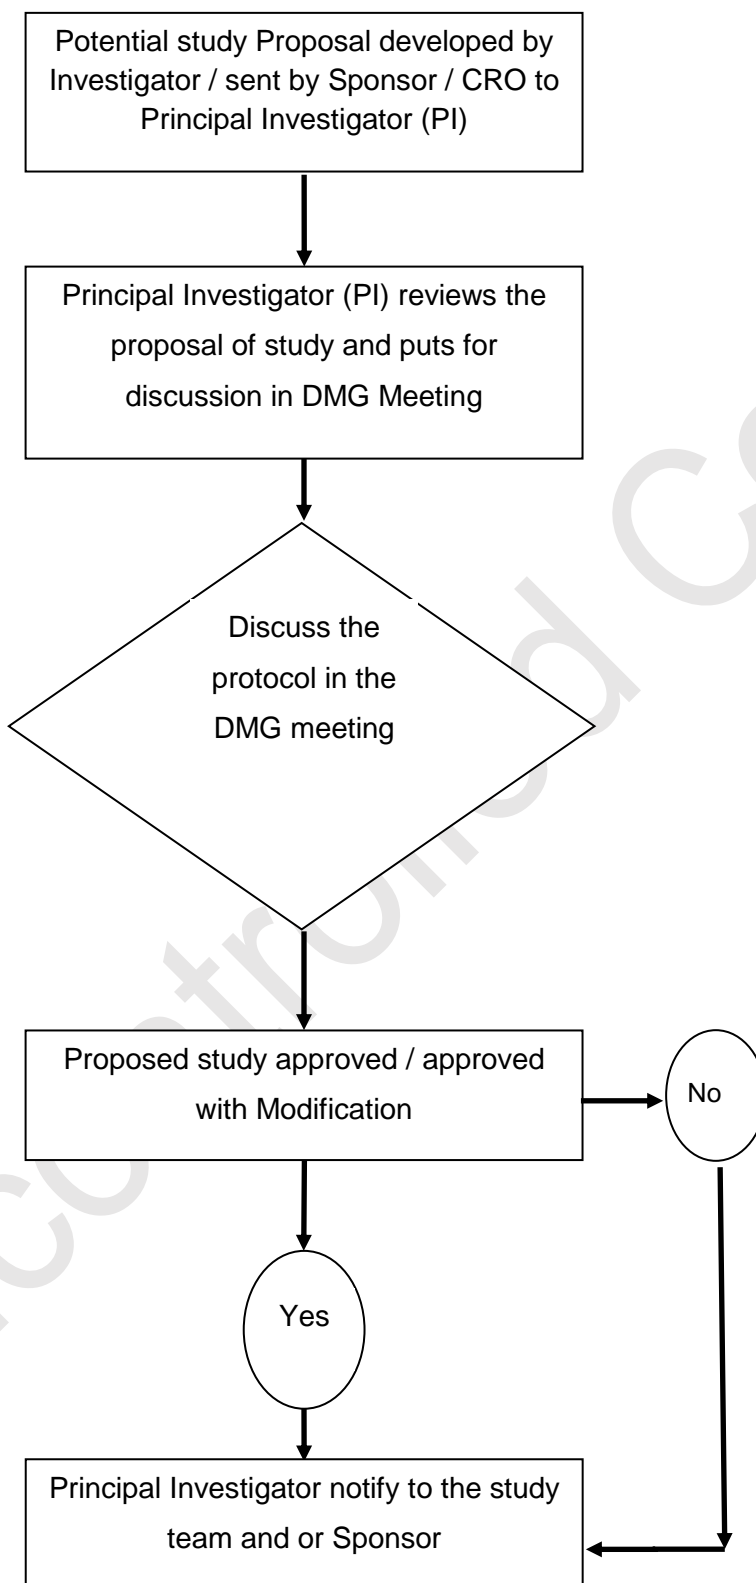 Potential study Proposal developed by
Investigator / sent by Sponsor / CRO to
Principal Investigator (PI)
Principal Investigator (PI) reviews the
proposal of study and puts for
discussion in DMG Meeting
Discuss the
protocol in the
DMG meeting
Proposed study approved / approved
with Modification
No
Yes
Principal Investigator notify to the study
team and or Sponsor